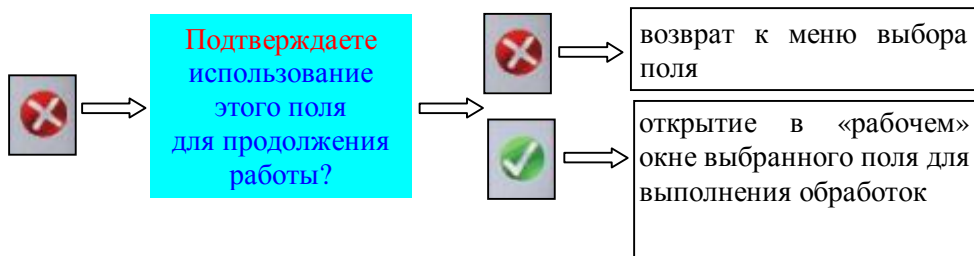 Подтверждаете
использование
этого поля
для продолжения
работы?
возврат к меню выбора
поля
открытие в «рабочем»
окне выбранного поля для
выполнения обработок